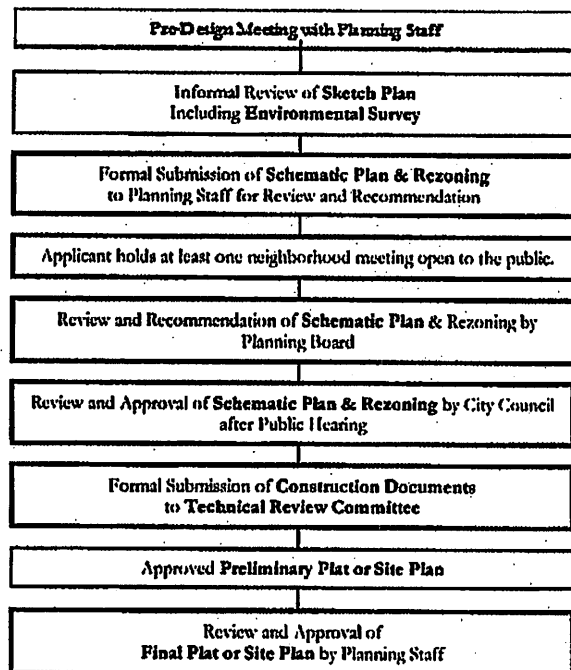 Pre-Design Meeting with Planning Staff
Informal Review of Sketch Plan
Including Environmental Survey
Formal Submission of Schematic Plan & Rezoning
to Planning Staff for Review and Recommendation
Applicant holds at least one neighborhood meeting open to the public.
Review and Recommendation of Schematic Plan & Rezoning by
Planning Board
Review and Approval of Schematic Plan & Rezoning by City Council
after Public Hearing
Formal Submission of Construction Documents
to Technical Review Committee
Approved Preliminary Plat or Site Plan
Review and Approval of
Final Plat or Site Plan by Planning Staff